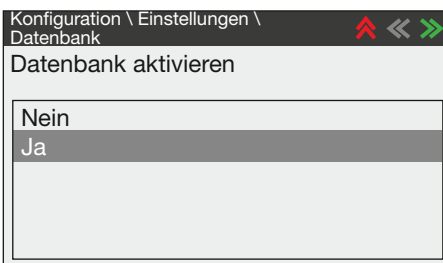 Konfiguration \ Einstellungen \
Datenbank
Datenbank aktivieren
Nein
Ja